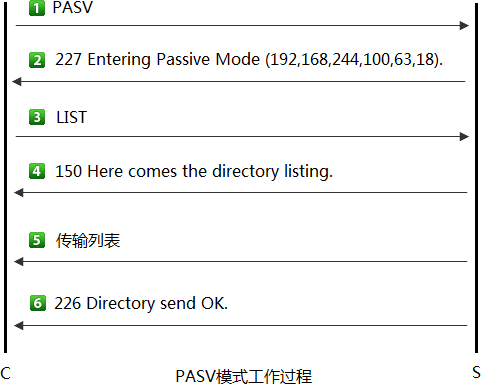 1 PASV
2 227 Entering Passive Mode (192,168,244,100,63,18).
3 LIST
4 150 Here comes the directory listing.
5 传输列表
6 226 Directory send OK.
C PASV模式工作过程 S